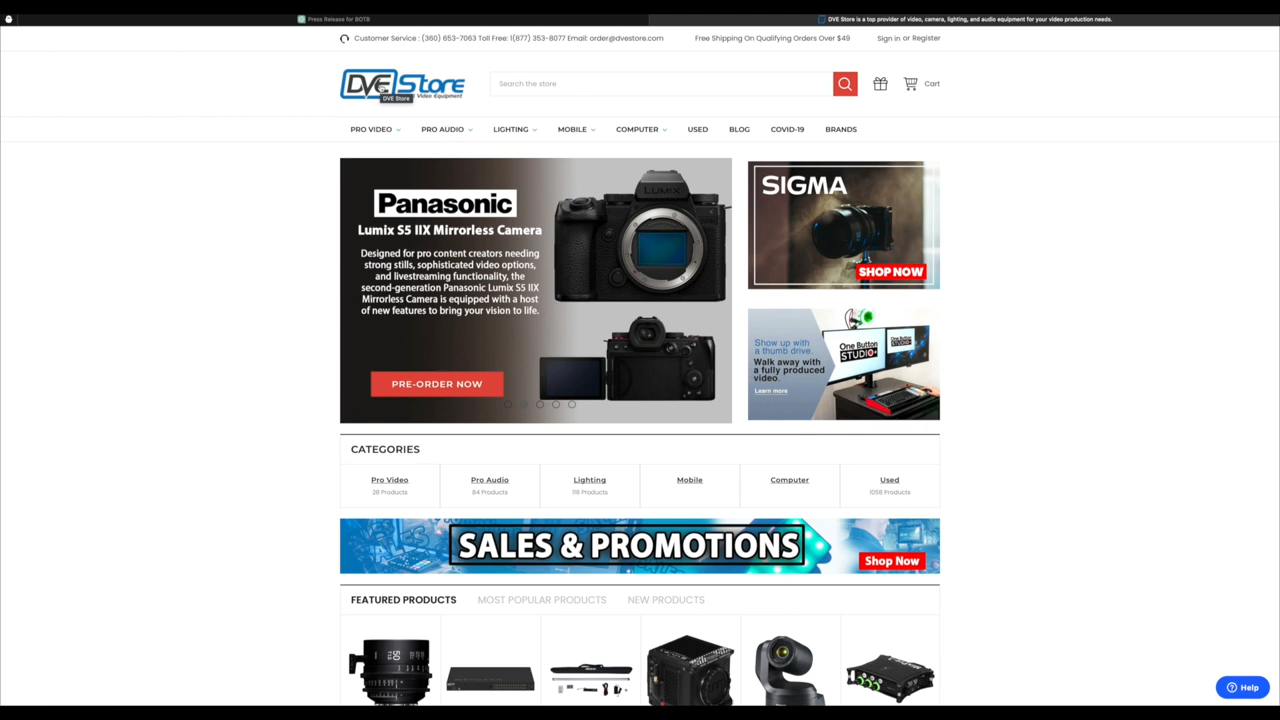 Press Release for BOTB
DVE Store is a top provider of video, camera, lighting, and audio equipment for your video production needs.
Customer Service : (360) 653-7063 Toll Free: 1(877) 353-8077 Email: order@dvestore.com
Free Shipping On Qualifying Orders Over $49
Sign in or Register
DVE Store
Video Equipment
DVE Store
Search the store
Cart
PRO VIDEO
PRO AUDIO
LIGHTING
MOBILE
COMPUTER
USED
BLOG
COVID-19
BRANDS
Panasonic
Lumix S5 IIX Mirrorless Camera
Designed for pro content creators needing
strong stills, sophisticated video options,
and livestreaming functionality, the
second-generation Panasonic Lumix S5 IIX
Mirrorless Camera is equipped with a host
of new features to bring your vision to life.
PRE-ORDER NOW
LUMIX
SIGMA
SHOP NOW
Show up with
a thumb drive.
Walk away with
a fully produced
video.
Learn more
One Button
STUDIO
One Button
STUDIO
CATEGORIES
Pro Video
28 Products
Pro Audio
84 Products
Lighting
116 Products
Mobile
Computer
Used
1058 Products
SALES & PROMOTIONS
Shop Now
FEATURED PRODUCTS
MOST POPULAR PRODUCTS
NEW PRODUCTS
50
Help